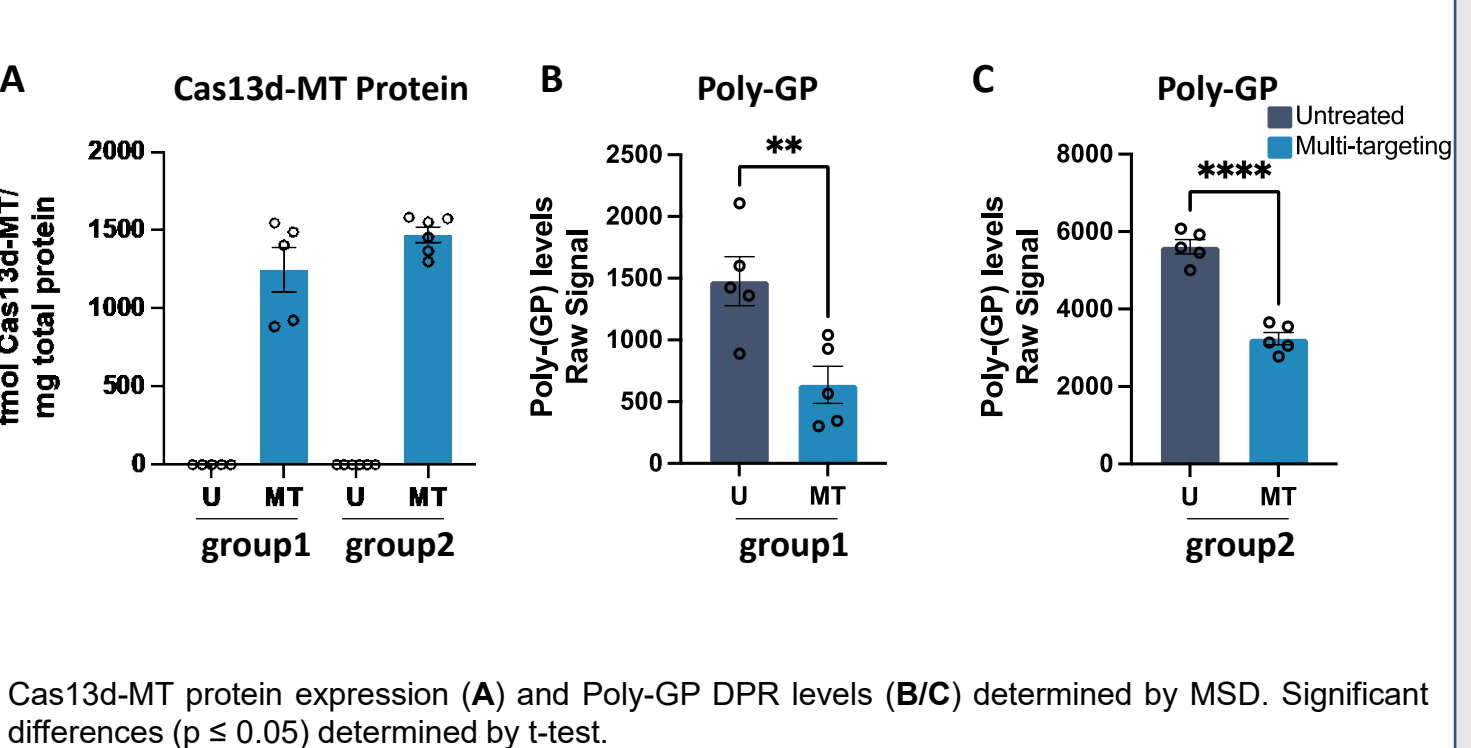 A
Cas13d-MT Protein
fmol Cas13d-MT/
mg total protein
2000
1500
1000
500
0
U MT U MT
group1 group2
B
Poly-GP
Poly-(GP) levels
Raw Signal
2500
2000
1500
1000
500
0
**
U MT
group1
C
Poly-GP
Untreated
Multi-targeting
Poly-(GP) levels
Raw Signal
8000
6000
4000
2000
0
****
U MT
group2
Cas13d-MT protein expression (A) and Poly-GP DPR levels (B/C) determined by MSD. Significant
differences (p ≤ 0.05) determined by t-test.